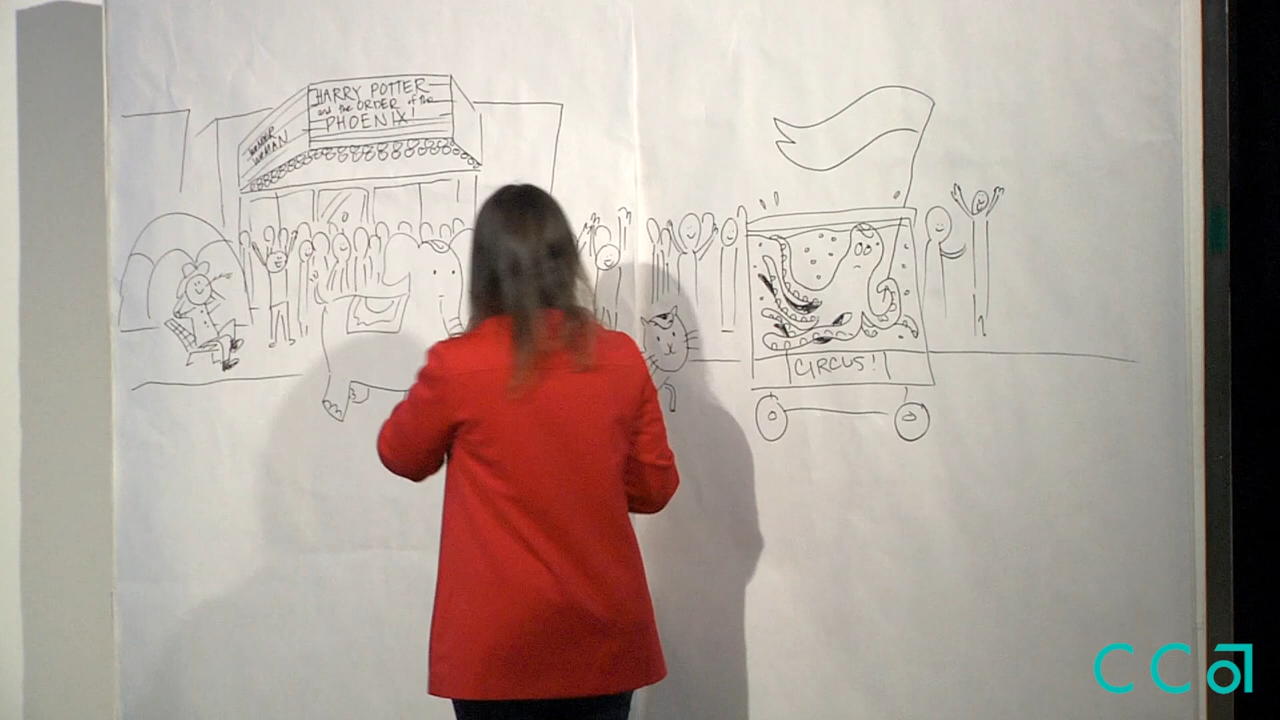 HARRY POTTER
and the ORDER of the
PHOENIX!
WONDER
WOMAN
CIRCUS!
CCa